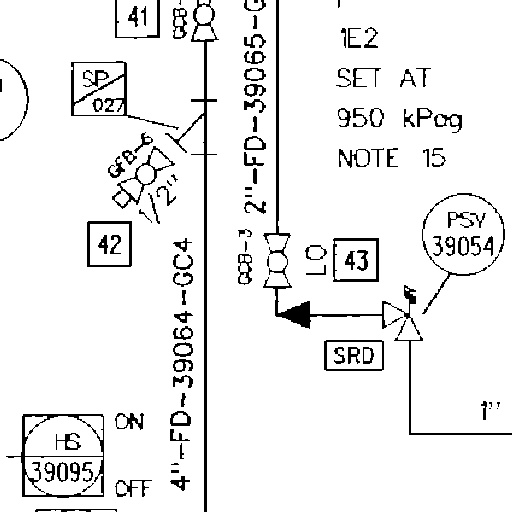 41
GCB-
1E2
SET AT
950 kPag
NOTE 15
SP
027
GFB-6
1/2"
2"-FD-39065-G
PSV
39054
42
GCB-3
LO
43
SRD
4"-FD-39064-GC4
1"
HS
39095
ON
OFF